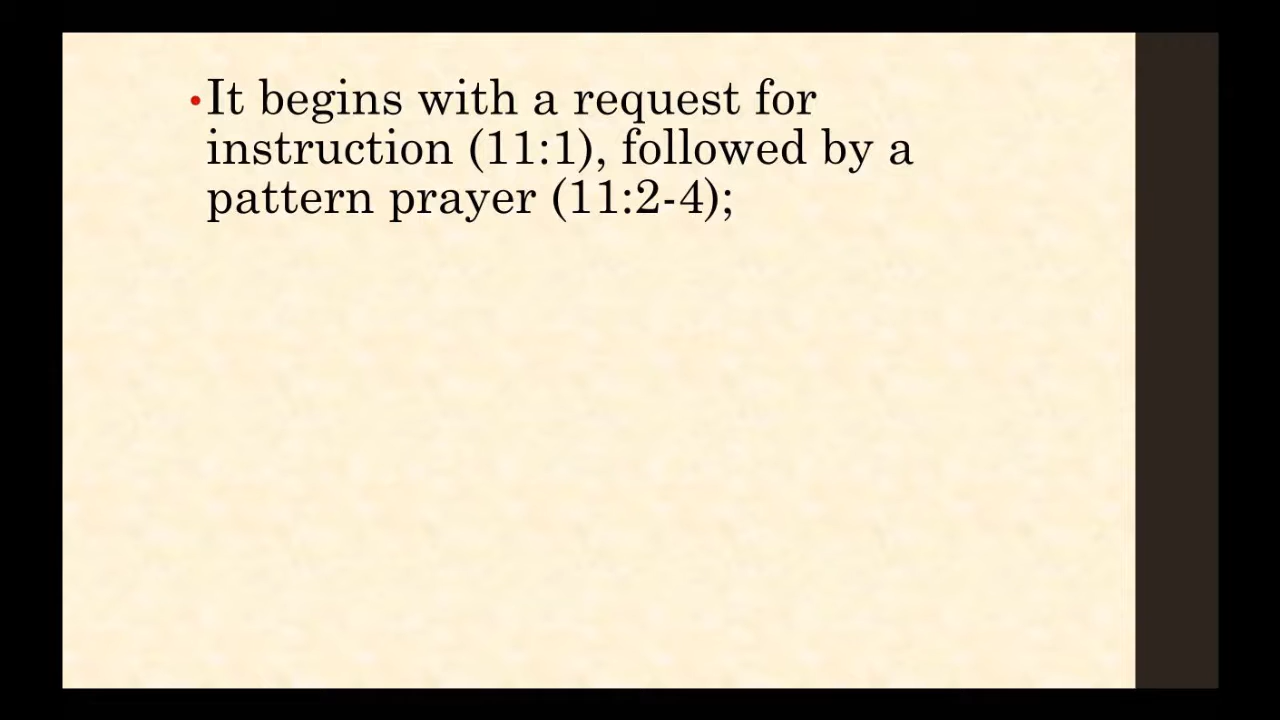 •It begins with a request for
instruction (11:1), followed by a
pattern prayer (11:2-4);